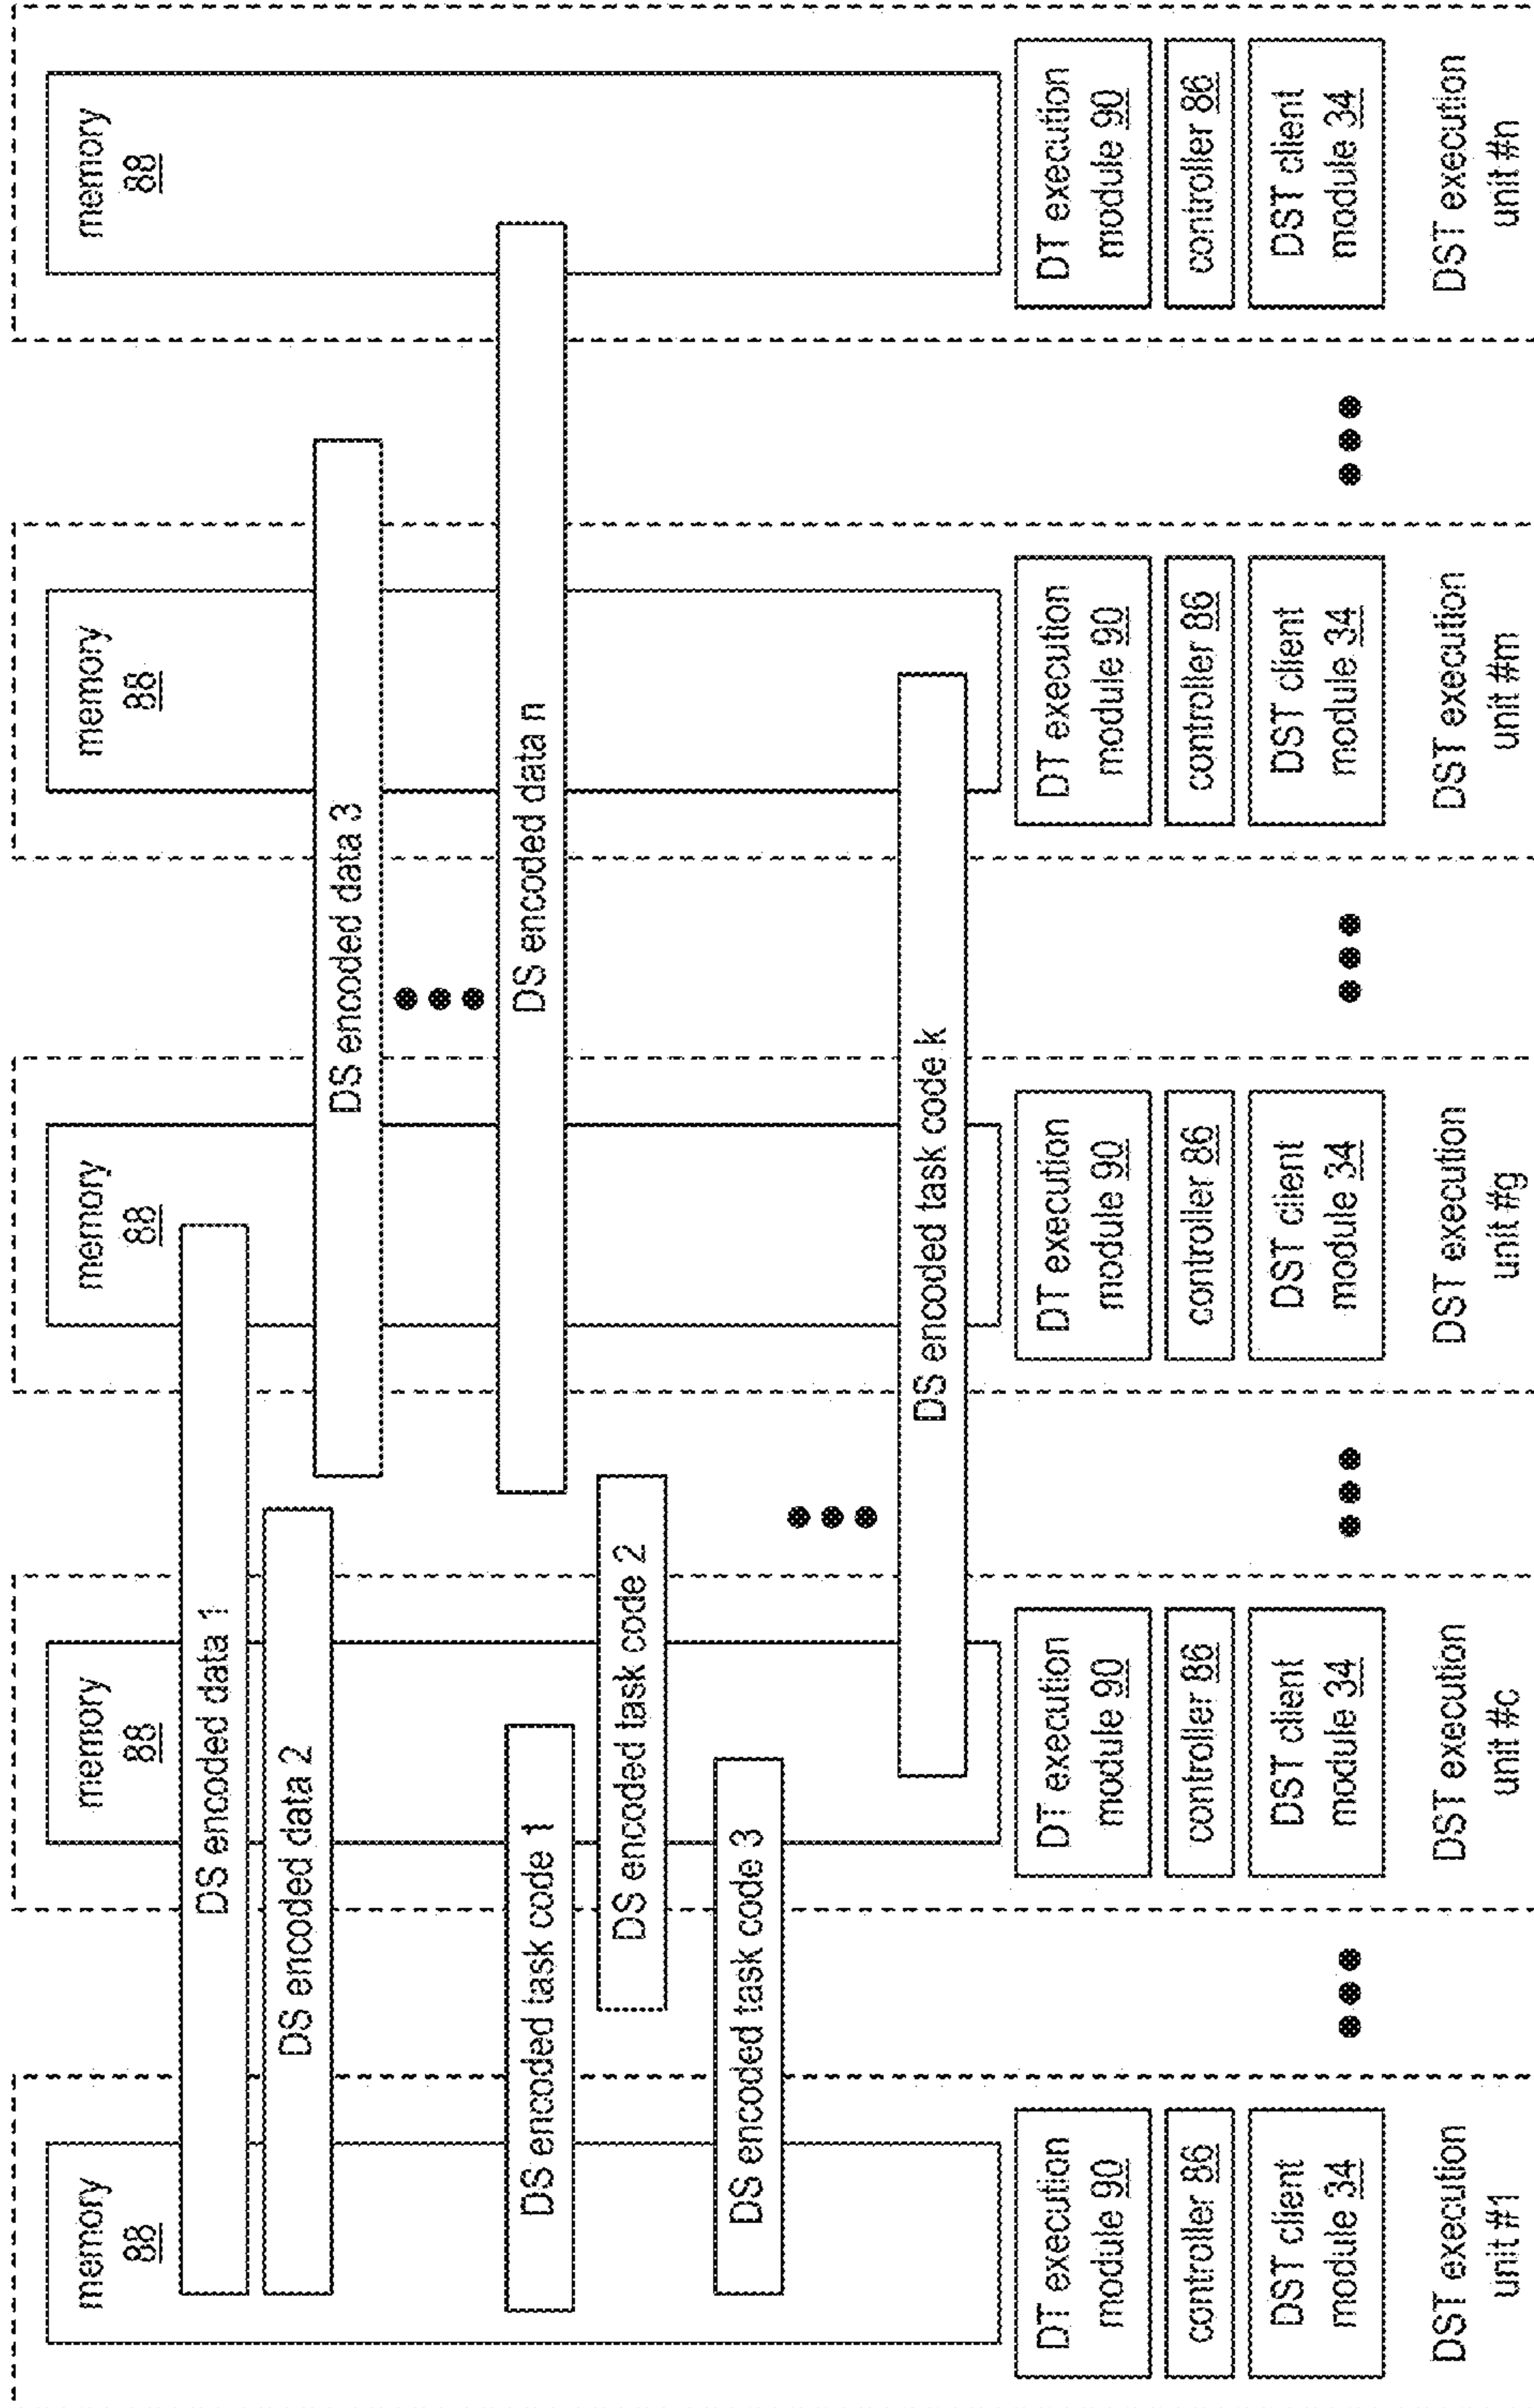 memory
88
memory
88
memory
88
memory
88
memory
88
DS encoded data 1
DS encoded data 2
DS encoded data 3
DS encoded data n
DS encoded task code 1
DS encoded task code 2
DS encoded task code 3
DS encoded task code k
DT execution
module 90
controller 86
DST client
module 34
DST execution
unit #1
DT execution
module 90
controller 86
DST client
module 34
DST execution
unit #c
DT execution
module 90
controller 86
DST client
module 34
DST execution
unit #g
DT execution
module 90
controller 86
DST client
module 34
DST execution
unit #m
DT execution
module 90
controller 86
DST client
module 34
DST execution
unit #n